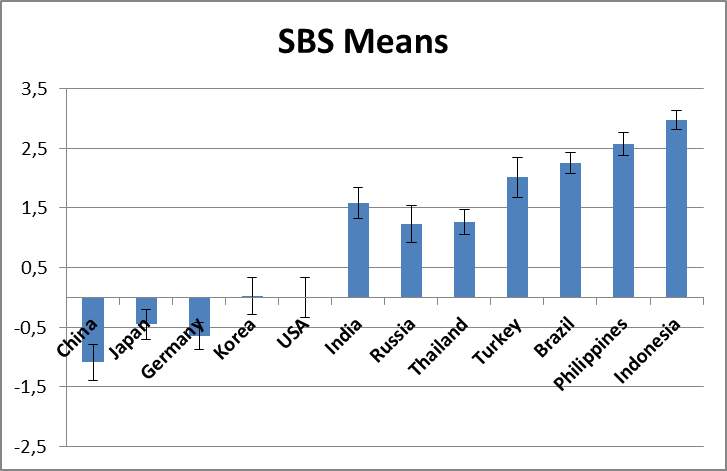 SBS Means
3,5
2,5
1,5
0,5
-0,5
-1,5
-2,5
China
Japan
Germany
Korea
USA
India
Russia
Thailand
Turkey
Brazil
Philippines
Indonesia